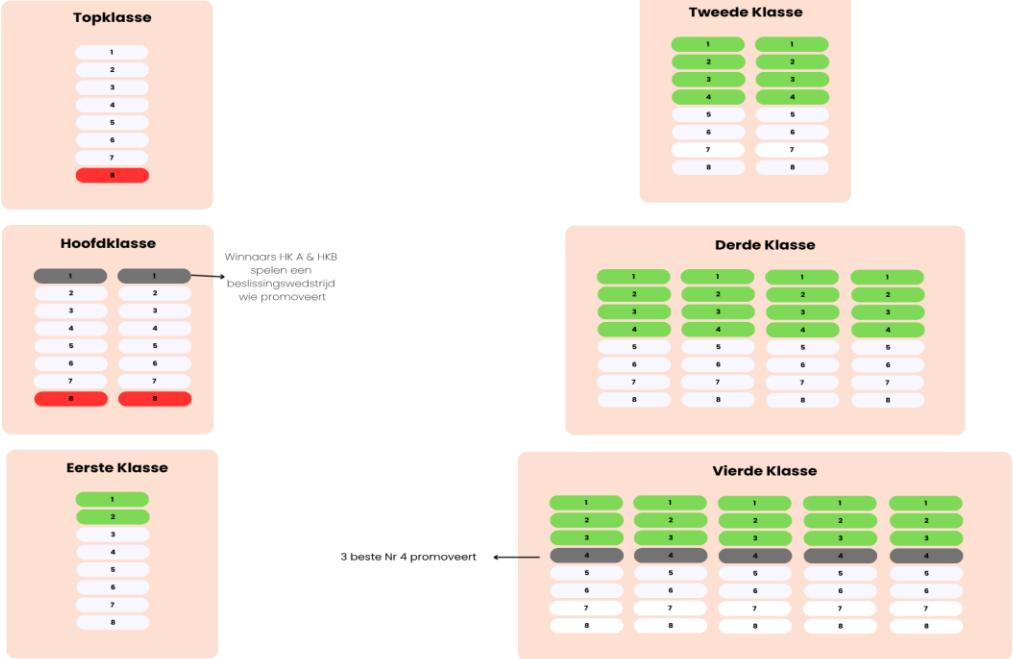 Topklasse
1
2
3
4
5
6
7
8
Hoofdklasse
1 1
2 2
3 3
4 4
5 5
6 6
7 7
8 8
Winnaars HK A & HKB
spelen een
beslissingswedstrijd
wie promoveert
Eerste Klasse
1
2
3
4
5
6
7
8
Tweede Klasse
1 1
2 2
3 3
4 4
5 5
6 6
7 7
8 8
Derde Klasse
1 1 1 1
2 2 2 2
3 3 3 3
4 4 4 4
5 5 5 5
6 6 6 6
7 7 7 7
8 8 8 8
Vierde Klasse
1 1 1 1 1
2 2 2 2 2
3 3 3 3 3
4 4 4 4 4
5 5 5 5 5
6 6 6 6 6
7 7 7 7 7
8 8 8 8 8
3 beste Nr 4 promoveert